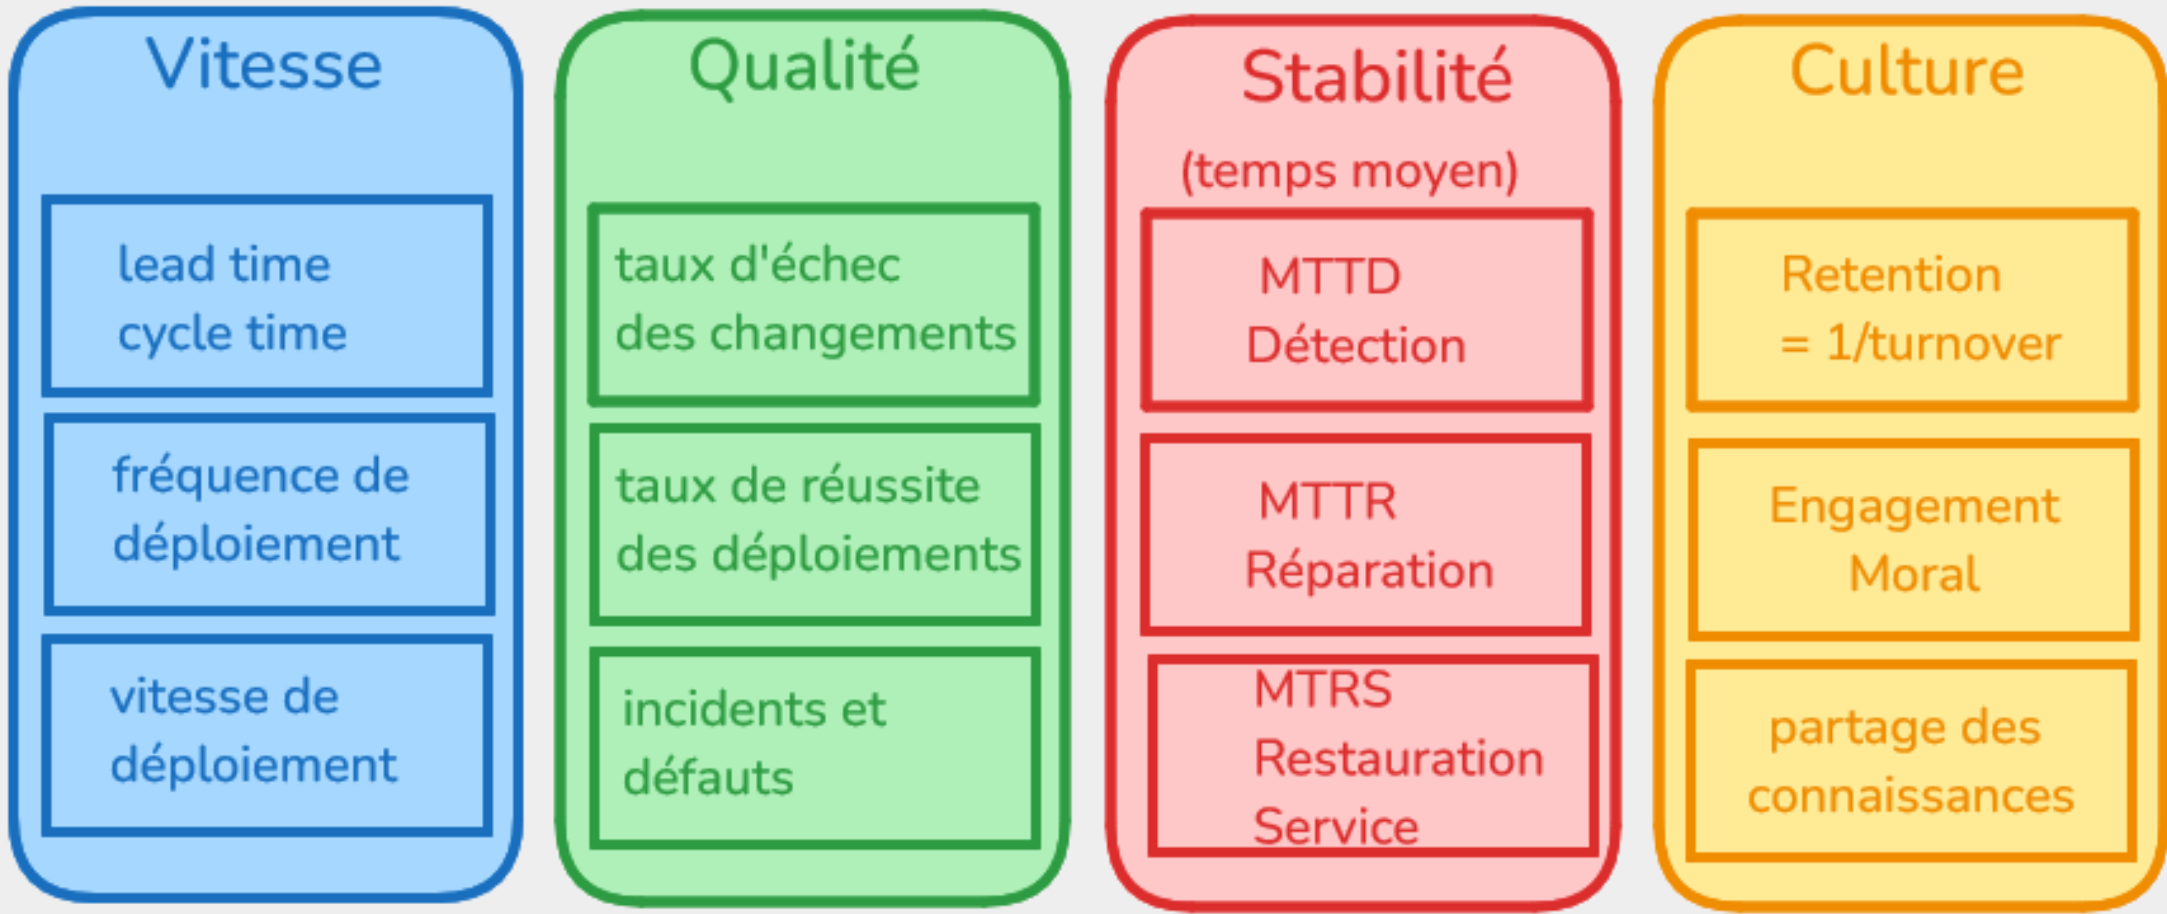 Vitesse
lead time
cycle time
fréquence de
déploiement
vitesse de
déploiement
Qualité
taux d'échec
des changements
taux de réussite
des déploiements
incidents et
défauts
Stabilité
(temps moyen)
MTTD
Détection
MTTR
Réparation
MTRS
Restauration
Service
Culture
Retention
= 1/turnover
Engagement
Moral
partage des
connaissances